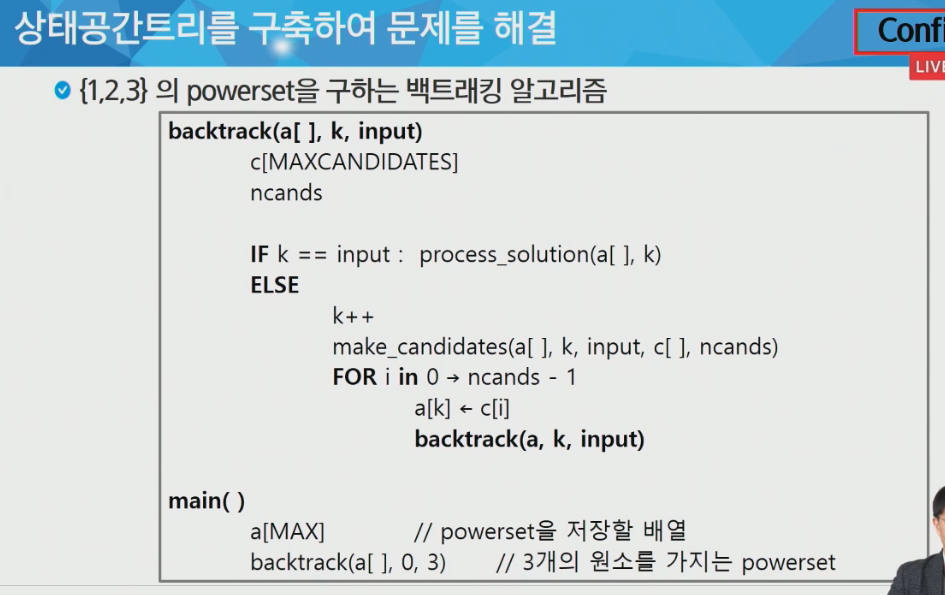 상태공간트리를 구축하여 문제를 해결
{1,2,3} 의 powerset을 구하는 백트래킹 알고리즘
backtrack(a[ ], k, input)
c[MAXCANDIDATES]
ncands
IF k == input : process_solution(a[ ], k)
ELSE
k++
make_candidates(a[ ], k, input, c[ ], ncands)
FOR i in 0 → ncands - 1
a[k] ← c[i]
backtrack(a, k, input)
main( )
a[MAX] // powerset을 저장할 배열
backtrack(a[ ], 0, 3) // 3개의 원소를 가지는 powerset